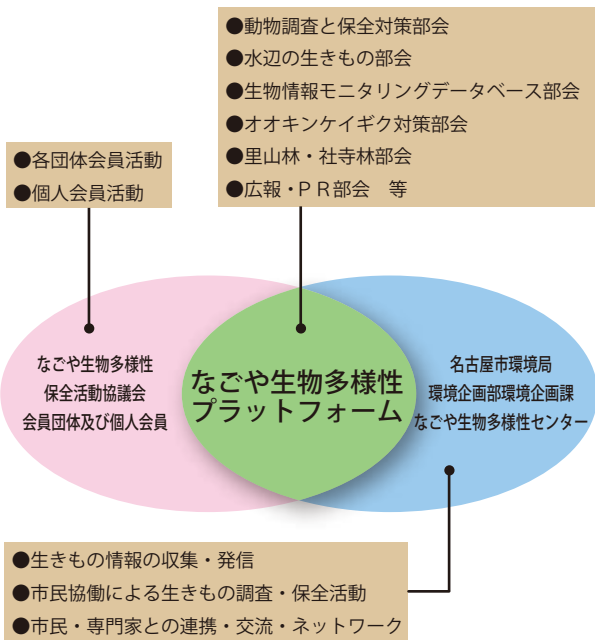 ●動物調査と保全対策部会
●水辺の生きもの部会
●生物情報モニタリングデータベース部会
●オオキンケイギク対策部会
●里山林・社寺林部会
●広報・ＰＲ部会　等
●各団体会員活動
●個人会員活動
なごや生物多様性
保全活動協議会
会員団体及び個人会員
なごや生物多様性
プラットフォーム
名古屋市環境局
環境企画部環境企画課
なごや生物多様性センター
●生きもの情報の収集・発信
●市民協働による生きもの調査・保全活動
●市民・専門家との連携・交流・ネットワーク